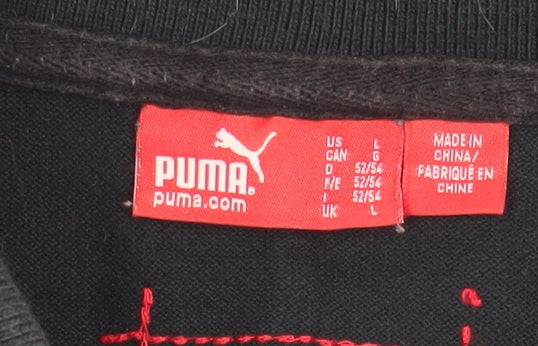 PUMA®
puma.com
US L
CAN G
D 52/54
F/E 52/54
I 52/54
UK L
MADE IN
CHINA/
FABRIQUÉ EN
CHINE